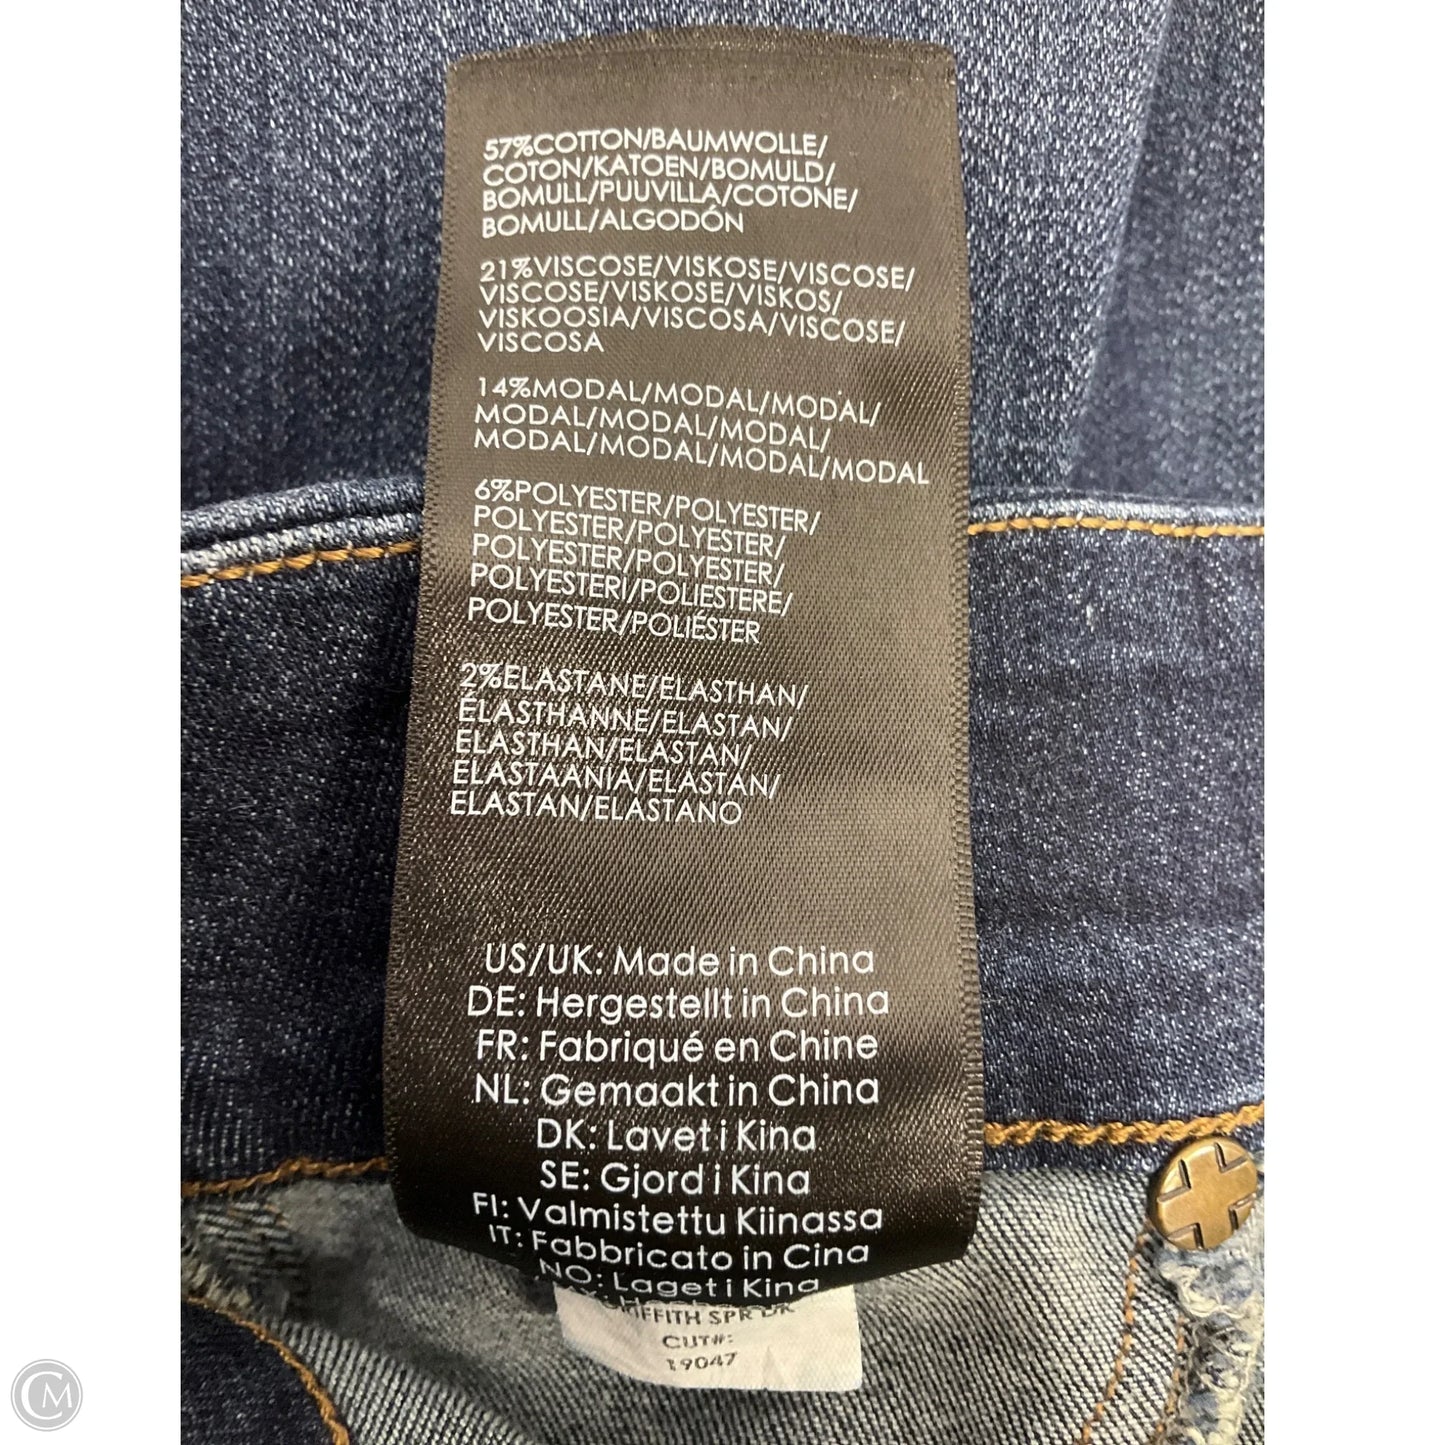 57%COTTON/BAUMWOLLE/
COTON/KATOEN/BOMULD/
BOMULL/PUUVILLA/COTONE/
BOMULL/ALGODÓN
21%VISCOSE/VISKOSE/VISCOSE/
VISCOSE/VISKOSE/VISKOS/
VISKOOSIA/VISCOSA/VISCOSE/
VISCOSA
14%MODAL/MODAL/MODAL/
MODAL/MODAL/MODAL/
MODAL/MODAL/MODAL/MODAL
6%POLYESTER/POLYESTER/
POLYESTER/POLYESTER/
POLYESTER/POLYESTER/
POLYESTERI/POLIESTERE/
POLYESTER/POLIÉSTER
2%ELASTANE/ELASTHAN/
ÉLASTHANNE/ELASTAN/
ELASTHAN/ELASTAN/
ELASTAANIA/ELASTAN/
ELASTAN/ELASTANO
US/UK: Made in China
DE: Hergestellt in China
FR: Fabriqué en Chine
NL: Gemaakt in China
DK: Lavet i Kina
SE: Gjord i Kina
FI: Valmistettu Kiinassa
IT: Fabbricato in Cina
NO: Laget i Kina
SPR DK
CUT#:
19047
CM